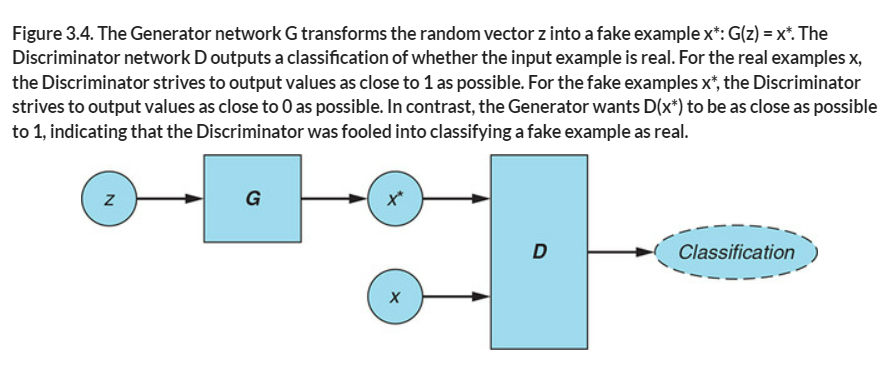 Figure 3.4. The Generator network G transforms the random vector z into a fake example x*: G(z) = x*. The
Discriminator network D outputs a classification of whether the input example is real. For the real examples x,
the Discriminator strives to output values as close to 1 as possible. For the fake examples x*, the Discriminator
strives to output values as close to 0 as possible. In contrast, the Generator wants D(x*) to be as close as possible
to 1, indicating that the Discriminator was fooled into classifying a fake example as real.
z
G
x*
D
Classification
x